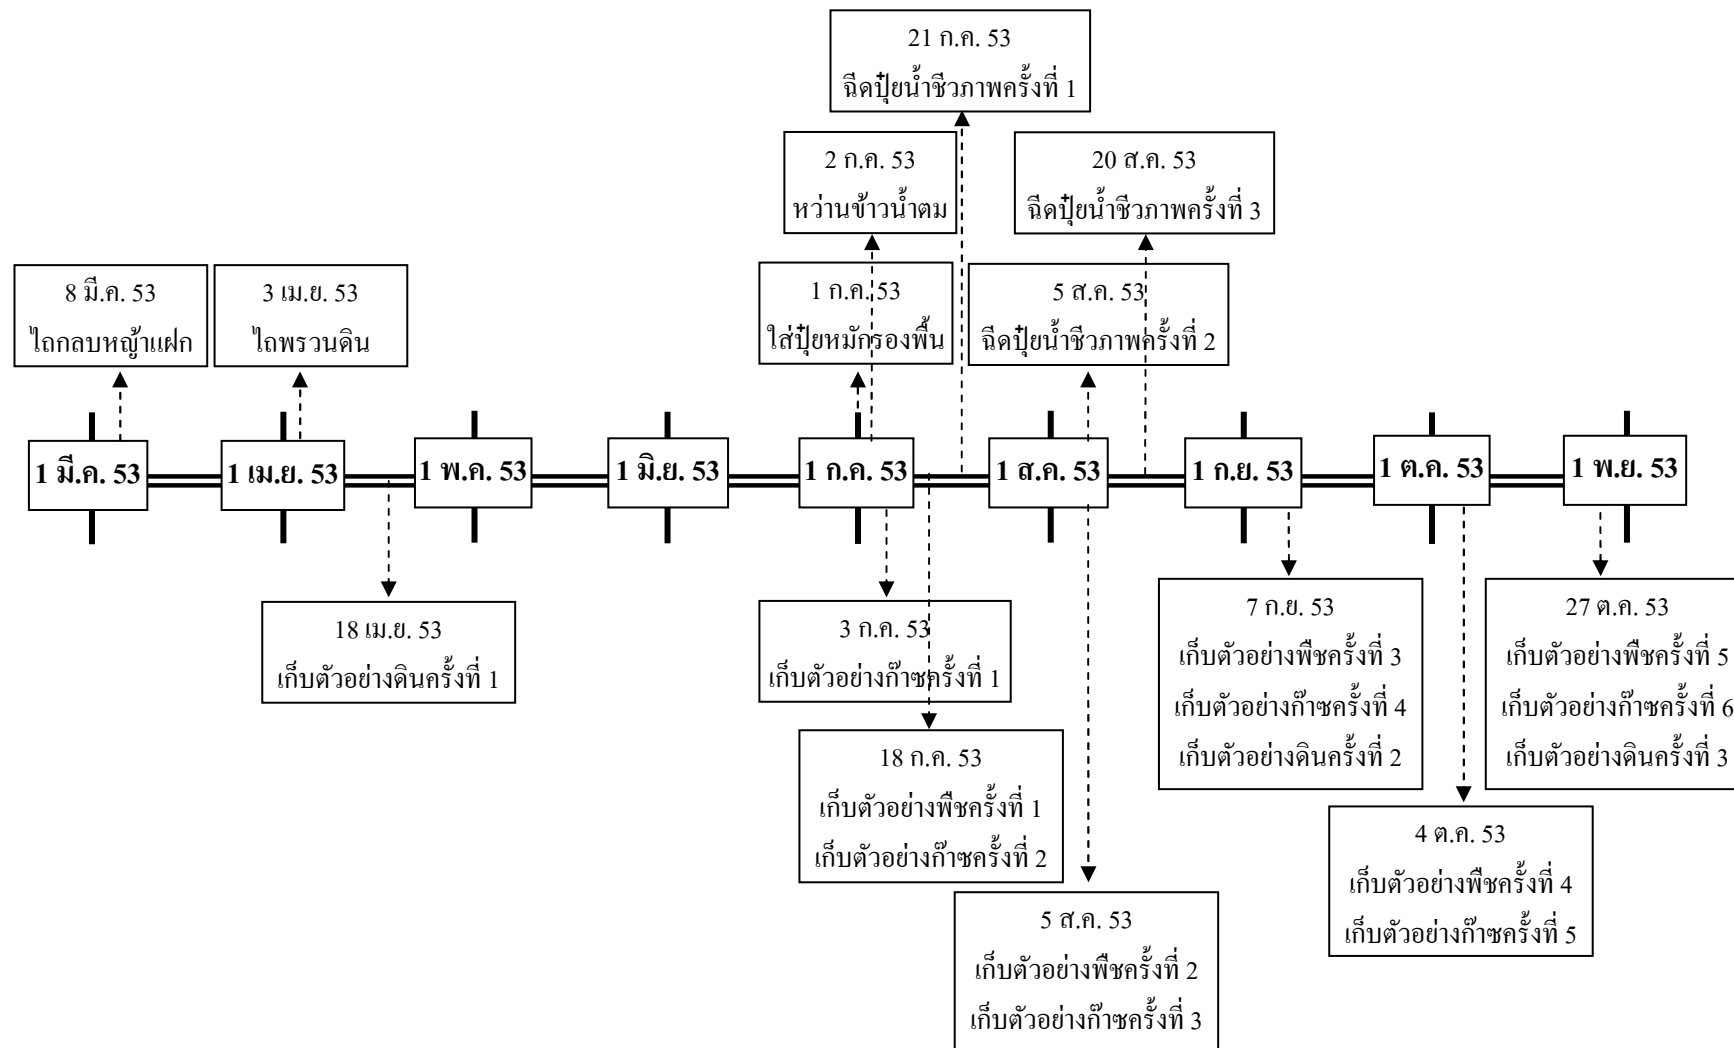 21 ก.ค. 53
ฉีดปุ๋ยน้ำชีวภาพครั้งที่ 1
2 ก.ค. 53
หว่านข้าวน้ำตม
20 ส.ค. 53
ฉีดปุ๋ยน้ำชีวภาพครั้งที่ 3
8 มี.ค. 53
ไถกลบหญ้าแฝก
3 เม.ย. 53
ไถพรวนดิน
1 ก.ค. 53
ใส่ปุ๋ยหมักรองพื้น
5 ส.ค. 53
ฉีดปุ๋ยน้ำชีวภาพครั้งที่ 2
1 มี.ค. 53
1 เม.ย. 53
1 พ.ค. 53
1 มิ.ย. 53
1 ก.ค. 53
1 ส.ค. 53
1 ก.ย. 53
1 ต.ค. 53
1 พ.ย. 53
18 เม.ย. 53
เก็บตัวอย่างดินครั้งที่ 1
3 ก.ค. 53
เก็บตัวอย่างก๊าซครั้งที่ 1
18 ก.ค. 53
เก็บตัวอย่างพืชครั้งที่ 1
เก็บตัวอย่างก๊าซครั้งที่ 2
5 ส.ค. 53
เก็บตัวอย่างพืชครั้งที่ 2
เก็บตัวอย่างก๊าซครั้งที่ 3
7 ก.ย. 53
เก็บตัวอย่างพืชครั้งที่ 3
เก็บตัวอย่างก๊าซครั้งที่ 4
เก็บตัวอย่างดินครั้งที่ 2
4 ต.ค. 53
เก็บตัวอย่างพืชครั้งที่ 4
เก็บตัวอย่างก๊าซครั้งที่ 5
27 ต.ค. 53
เก็บตัวอย่างพืชครั้งที่ 5
เก็บตัวอย่างก๊าซครั้งที่ 6
เก็บตัวอย่างดินครั้งที่ 3